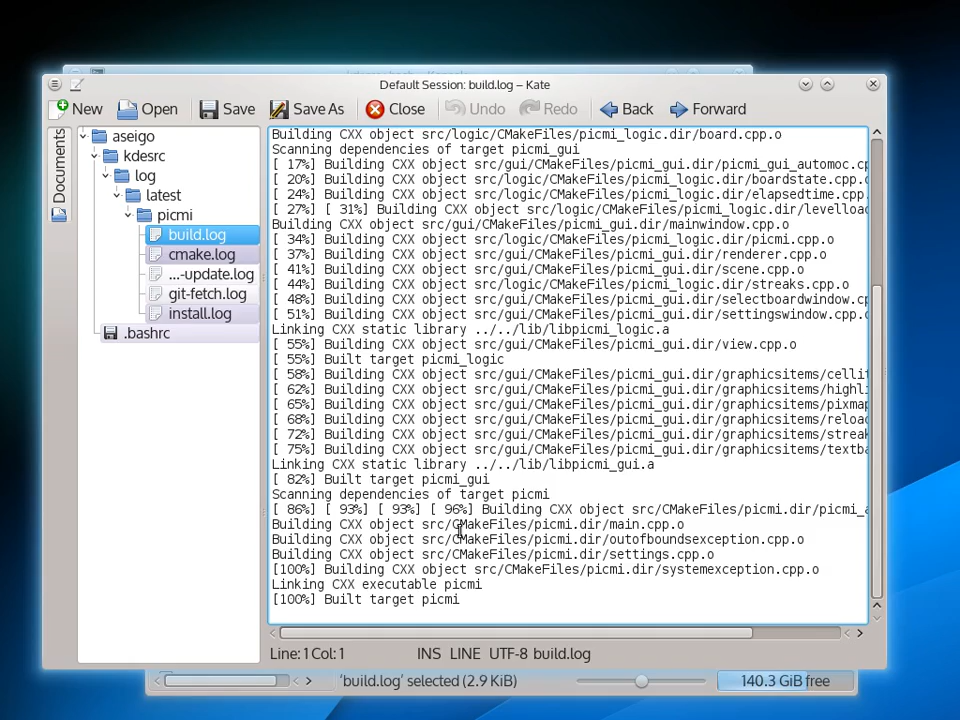 Default Session: build.log – Kate
New Open Save Save As Close Undo Redo Back Forward
Documents
aseigo
kdesrc
log
latest
picmi
build.log
cmake.log
...-update.log
git-fetch.log
install.log
.bashrc
Building CXX object src/logic/CMakeFiles/picmi_logic.dir/board.cpp.o
Scanning dependencies of target picmi_gui
[ 17%] Building CXX object src/gui/CMakeFiles/picmi_gui.dir/picmi_gui_automoc.cp
[ 20%] Building CXX object src/logic/CMakeFiles/picmi_logic.dir/boardstate.cpp.o
[ 24%] Building CXX object src/logic/CMakeFiles/picmi_logic.dir/elapsedtime.cpp.
[ 27%] [ 31%] Building CXX object src/logic/CMakeFiles/picmi_logic.dir/levelloa
Building CXX object src/gui/CMakeFiles/picmi_gui.dir/mainwindow.cpp.o
[ 34%] Building CXX object src/logic/CMakeFiles/picmi_logic.dir/picmi.cpp.o
[ 37%] Building CXX object src/gui/CMakeFiles/picmi_gui.dir/renderer.cpp.o
[ 41%] Building CXX object src/gui/CMakeFiles/picmi_gui.dir/scene.cpp.o
[ 44%] Building CXX object src/logic/CMakeFiles/picmi_logic.dir/streaks.cpp.o
[ 48%] Building CXX object src/gui/CMakeFiles/picmi_gui.dir/selectboardwindow.cp
[ 51%] Building CXX object src/gui/CMakeFiles/picmi_gui.dir/settingswindow.cpp.o
Linking CXX static library ../../lib/libpicmi_logic.a
[ 55%] Building CXX object src/gui/CMakeFiles/picmi_gui.dir/view.cpp.o
[ 55%] Built target picmi_logic
[ 58%] Building CXX object src/gui/CMakeFiles/picmi_gui.dir/graphicsitems/cellit
[ 62%] Building CXX object src/gui/CMakeFiles/picmi_gui.dir/graphicsitems/highli
[ 65%] Building CXX object src/gui/CMakeFiles/picmi_gui.dir/graphicsitems/pixmap
[ 68%] Building CXX object src/gui/CMakeFiles/picmi_gui.dir/graphicsitems/reload
[ 72%] Building CXX object src/gui/CMakeFiles/picmi_gui.dir/graphicsitems/streak
[ 75%] Building CXX object src/gui/CMakeFiles/picmi_gui.dir/graphicsitems/textba
Linking CXX static library ../../lib/libpicmi_gui.a
[ 82%] Built target picmi_gui
Scanning dependencies of target picmi
[ 86%] [ 93%] [ 93%] [ 96%] Building CXX object src/CMakeFiles/picmi.dir/picmi_a
Building CXX object src/CMakeFiles/picmi.dir/main.cpp.o
Building CXX object src/CMakeFiles/picmi.dir/outofboundsexception.cpp.o
Building CXX object src/CMakeFiles/picmi.dir/settings.cpp.o
[100%] Building CXX object src/CMakeFiles/picmi.dir/systemexception.cpp.o
Linking CXX executable picmi
[100%] Built target picmi
Line: 1 Col: 1 INS LINE UTF-8 build.log
'build.log' selected (2.9 KiB) 140.3 GiB free